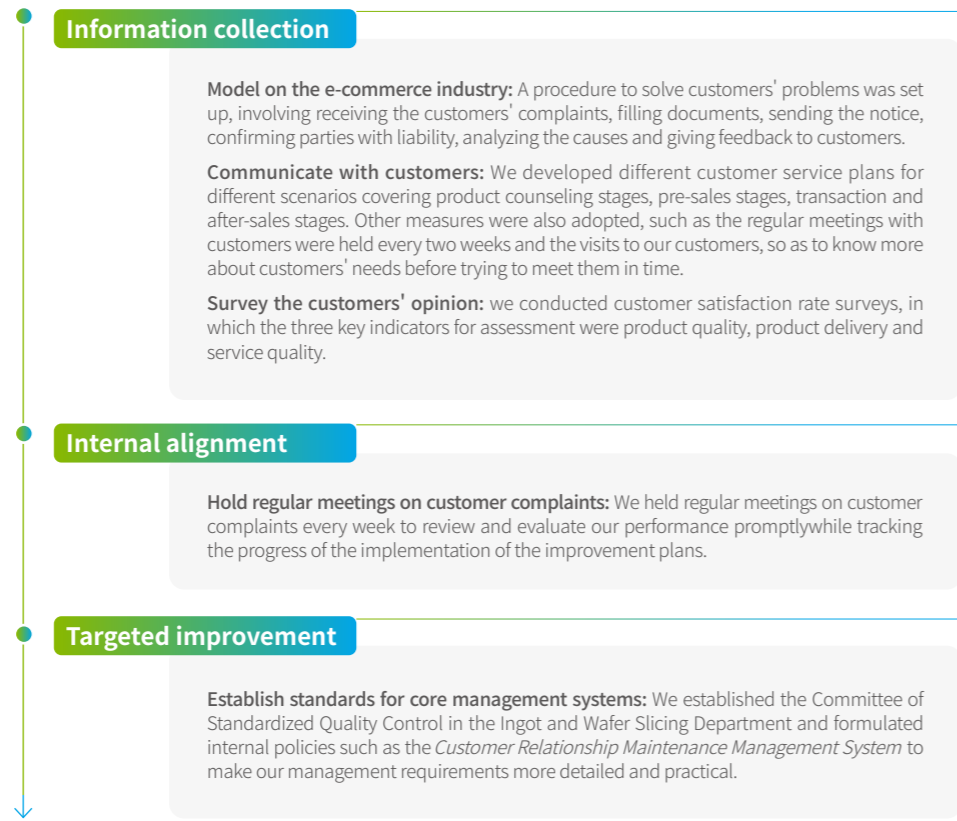 Information collection
Model on the e-commerce industry: A procedure to solve customers' problems was set
up, involving receiving the customers' complaints, filling documents, sending the notice,
confirming parties with liability, analyzing the causes and giving feedback to customers.
Communicate with customers: We developed different customer service plans for
different scenarios covering product counseling stages, pre-sales stages, transaction and
after-sales stages. Other measures were also adopted, such as the regular meetings with
customers were held every two weeks and the visits to our customers, so as to know more
about customers' needs before trying to meet them in time.
Survey the customers' opinion: we conducted customer satisfaction rate surveys, in
which the three key indicators for assessment were product quality, product delivery and
service quality.
Internal alignment
Hold regular meetings on customer complaints: We held regular meetings on customer
complaints every week to review and evaluate our performance promptlywhile tracking
the progress of the implementation of the improvement plans.
Targeted improvement
Establish standards for core management systems: We established the Committee of
Standardized Quality Control in the Ingot and Wafer Slicing Department and formulated
internal policies such as the Customer Relationship Maintenance Management System to
make our management requirements more detailed and practical.